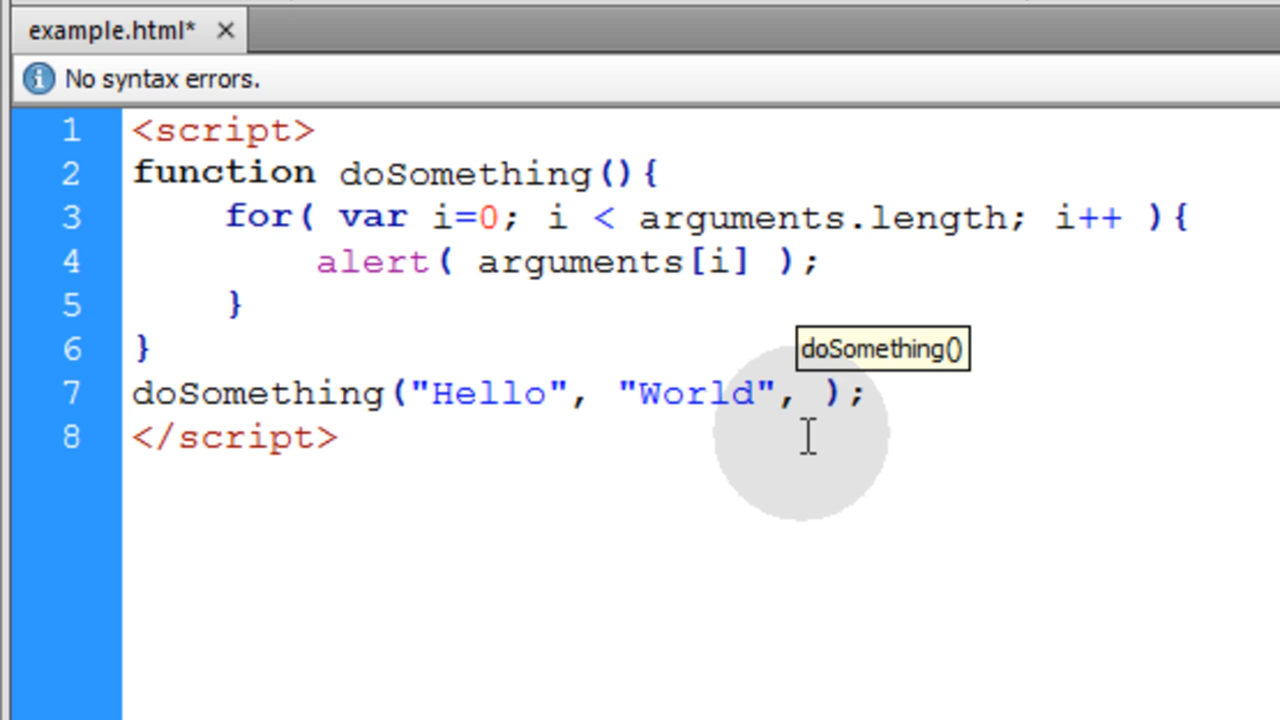 example.html* ×
No syntax errors.
1 <script>
2 function doSomething(){
3 for( var i=0; i < arguments.length; i++ ){
4 alert( arguments[i] );
5 }
6 }
doSomething()
7 doSomething("Hello", "World", );
8 </script>